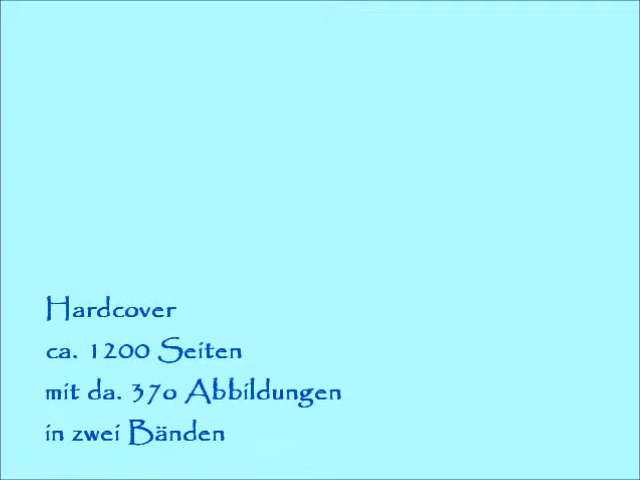 Hardcover
ca. 1200 Seiten
mit da. 370 Abbildungen
in zwei Bänden